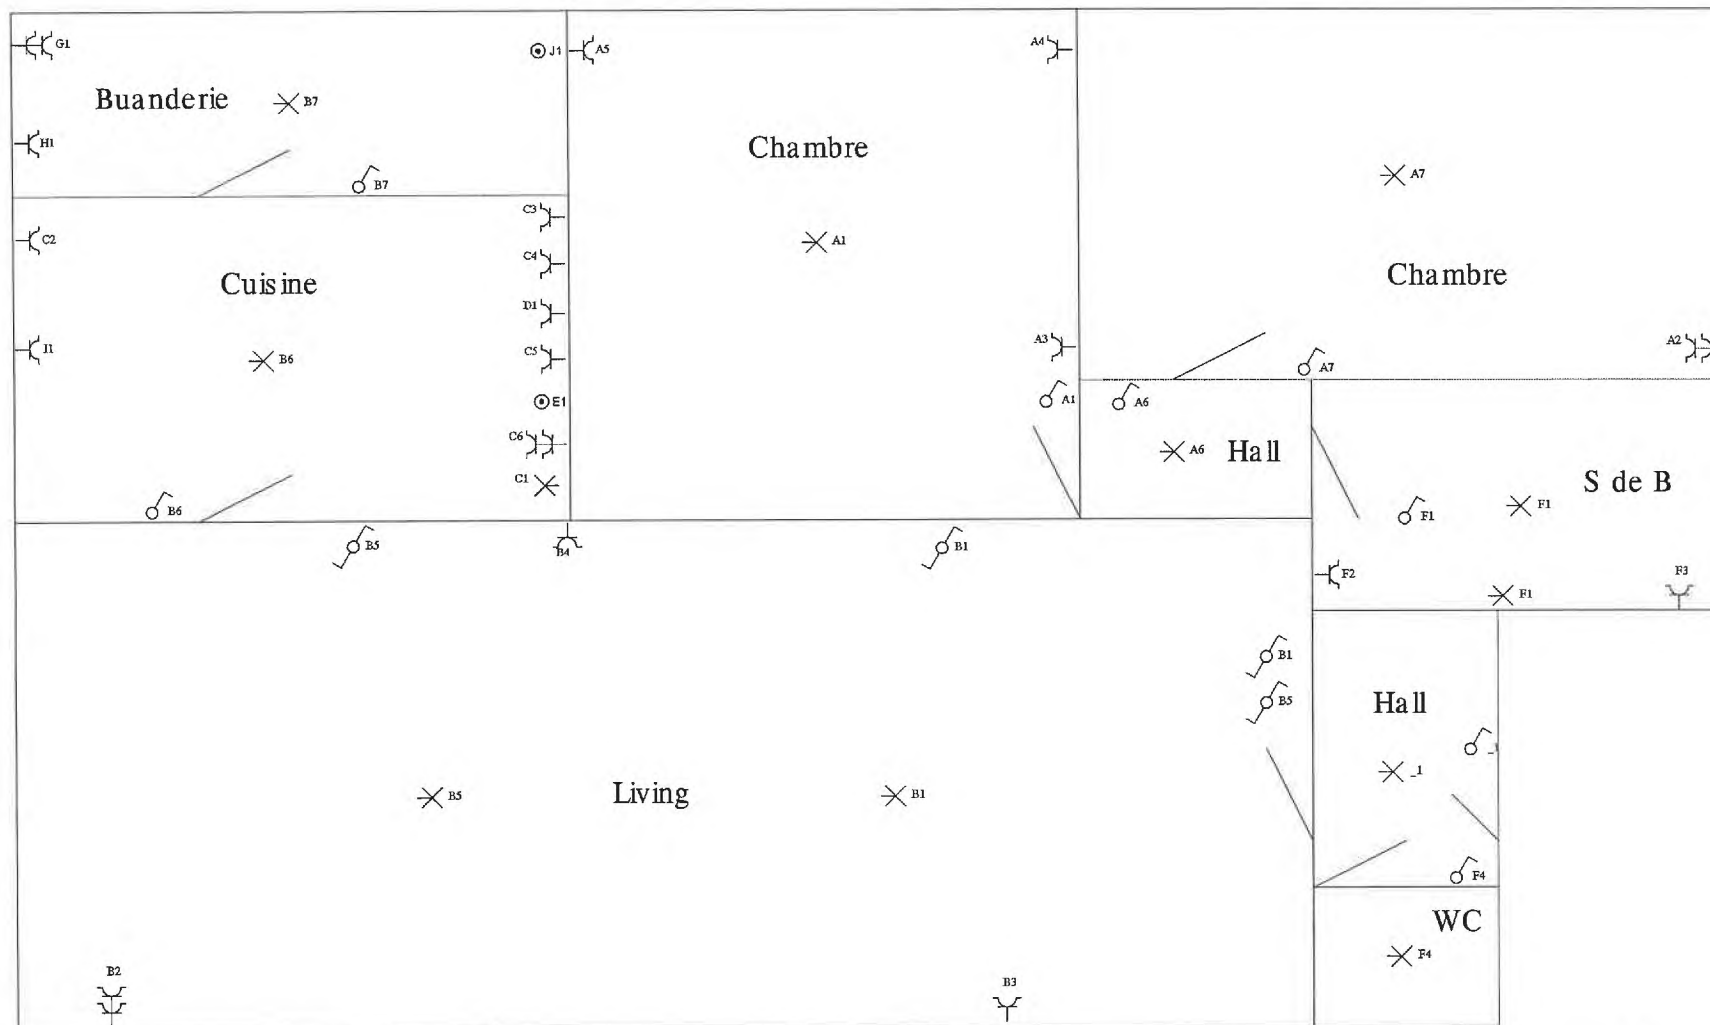 G1
J1
A5
A4
Buanderie
B7
H1
Chambre
B7
A7
C3
C2
A1
C4
Cuisine
Chambre
D1
A3
A2
I1
C5
B6
A7
E1
A1
A6
C6
A6
Hall
C1
S de B
F1
F1
B6
B5
B4
B1
F2
F3
F1
B1
B5
Hall
_1
_1
B5
Living
B1
F4
WC
F4
B2
B3